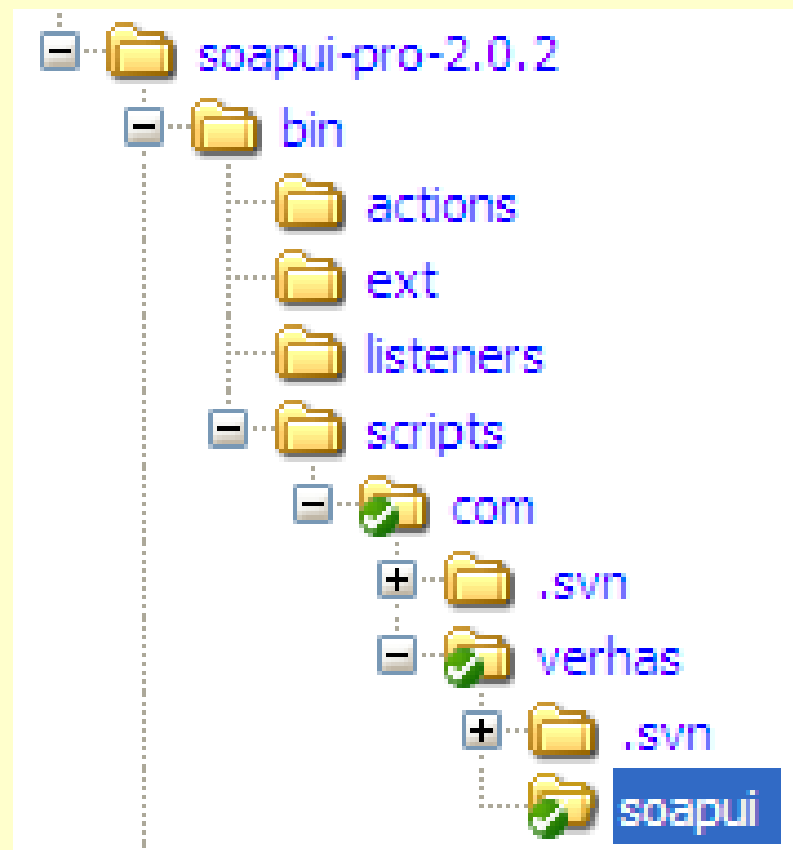 soapui-pro-2.0.2
bin
actions
ext
listeners
scripts
com
.svn
verhas
.svn
soapui